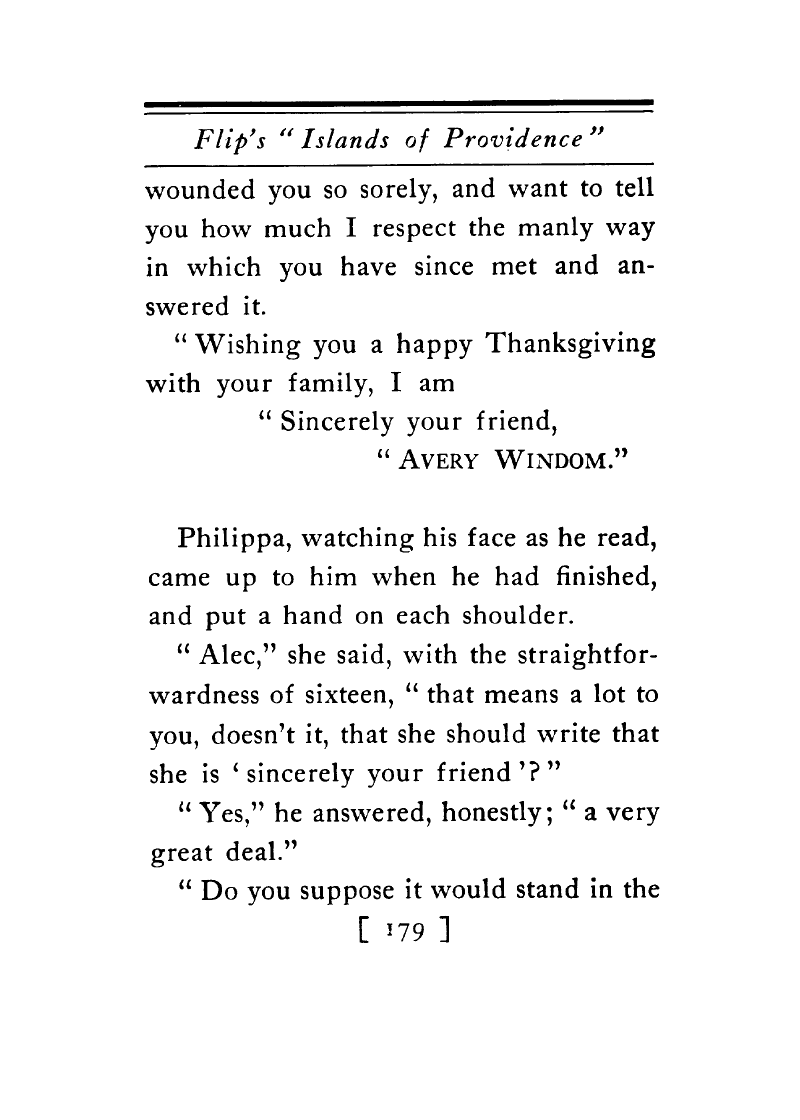 Flip's “Islands of Providence”
wounded you so sorely, and want to tell
you how much I respect the manly way
in which you have since met and an-
swered it.
“Wishing you a happy Thanksgiving
with your family, I am
“Sincerely your friend,
“AVERY WINDOM.”
Philippa, watching his face as he read,
came up to him when he had finished,
and put a hand on each shoulder.
“Alec,” she said, with the straightfor-
wardness of sixteen, “that means a lot to
you, doesn't it, that she should write that
she is ‘sincerely your friend’?”
“Yes,” he answered, honestly; “a very
great deal.”
“Do you suppose it would stand in the
[ 179 ]